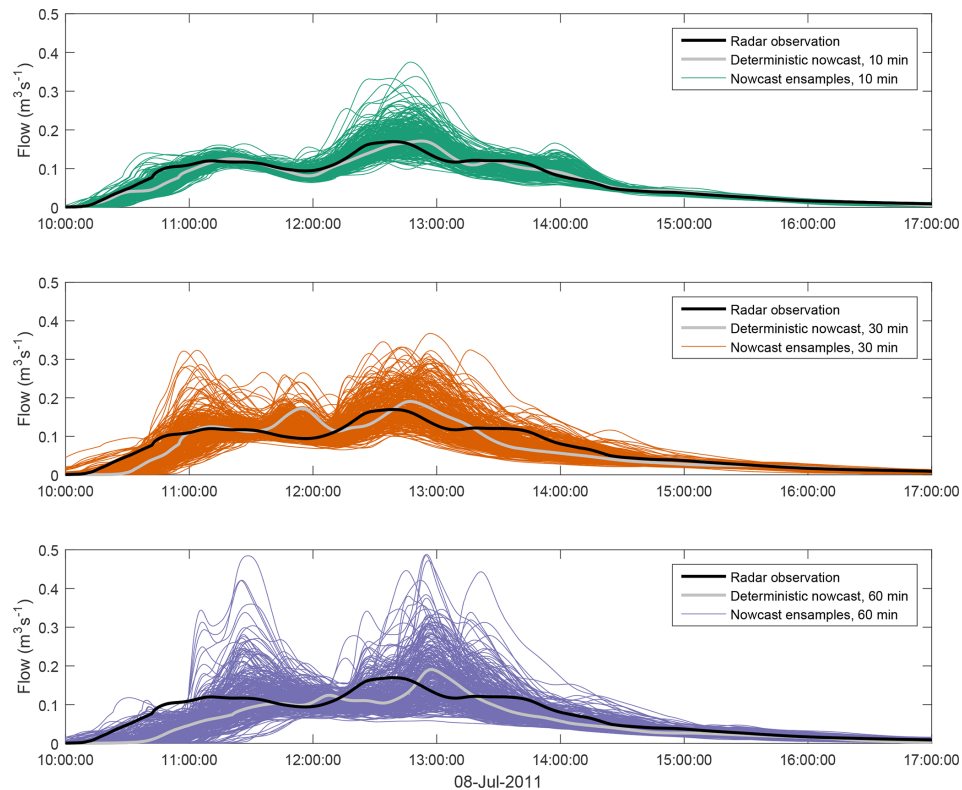 0.5
0.4
0.3
0.2
0.1
0
Flow (m³s⁻¹)
Radar observation
Deterministic nowcast, 10 min
Nowcast ensamples, 10 min
10:00:00 11:00:00 12:00:00 13:00:00 14:00:00 15:00:00 16:00:00 17:00:00
0.5
0.4
0.3
0.2
0.1
0
Flow (m³s⁻¹)
Radar observation
Deterministic nowcast, 30 min
Nowcast ensamples, 30 min
10:00:00 11:00:00 12:00:00 13:00:00 14:00:00 15:00:00 16:00:00 17:00:00
0.5
0.4
0.3
0.2
0.1
0
Flow (m³s⁻¹)
Radar observation
Deterministic nowcast, 60 min
Nowcast ensamples, 60 min
10:00:00 11:00:00 12:00:00 13:00:00 14:00:00 15:00:00 16:00:00 17:00:00
08-Jul-2011